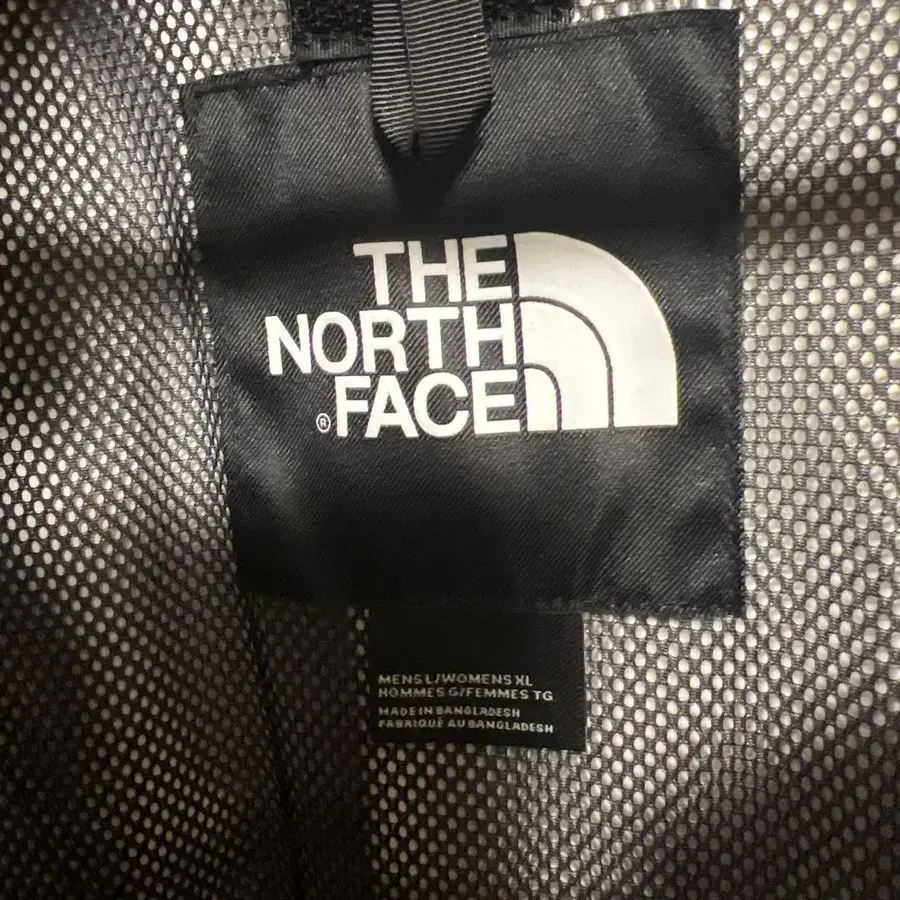 THE
NORTH
®FACE
MENS L/WOMENS XL
HOMMES G/FEMMES TG
MADE IN BANGLADESH
FABRIQUÉ AU BANGLADESH